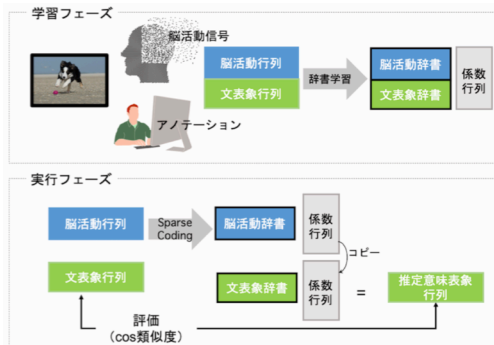 学習フェーズ
脳活動信号
アノテーション
脳活動行列
文表象行列
辞書学習
脳活動辞書
文表象辞書
係数
行列
実行フェーズ
脳活動行列
Sparse
Coding
脳活動辞書
係数
行列
コピー
文表象行列
文表象辞書
係数
行列
=
推定意味表象
行列
評価
(cos類似度)